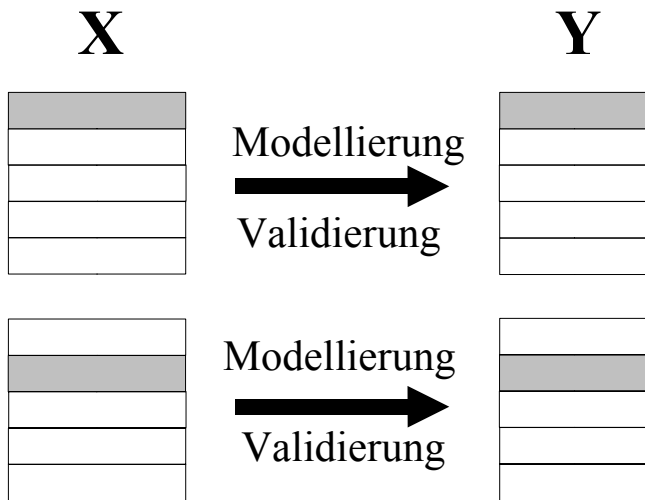 X Y
Modellierung
Validierung
Modellierung
Validierung